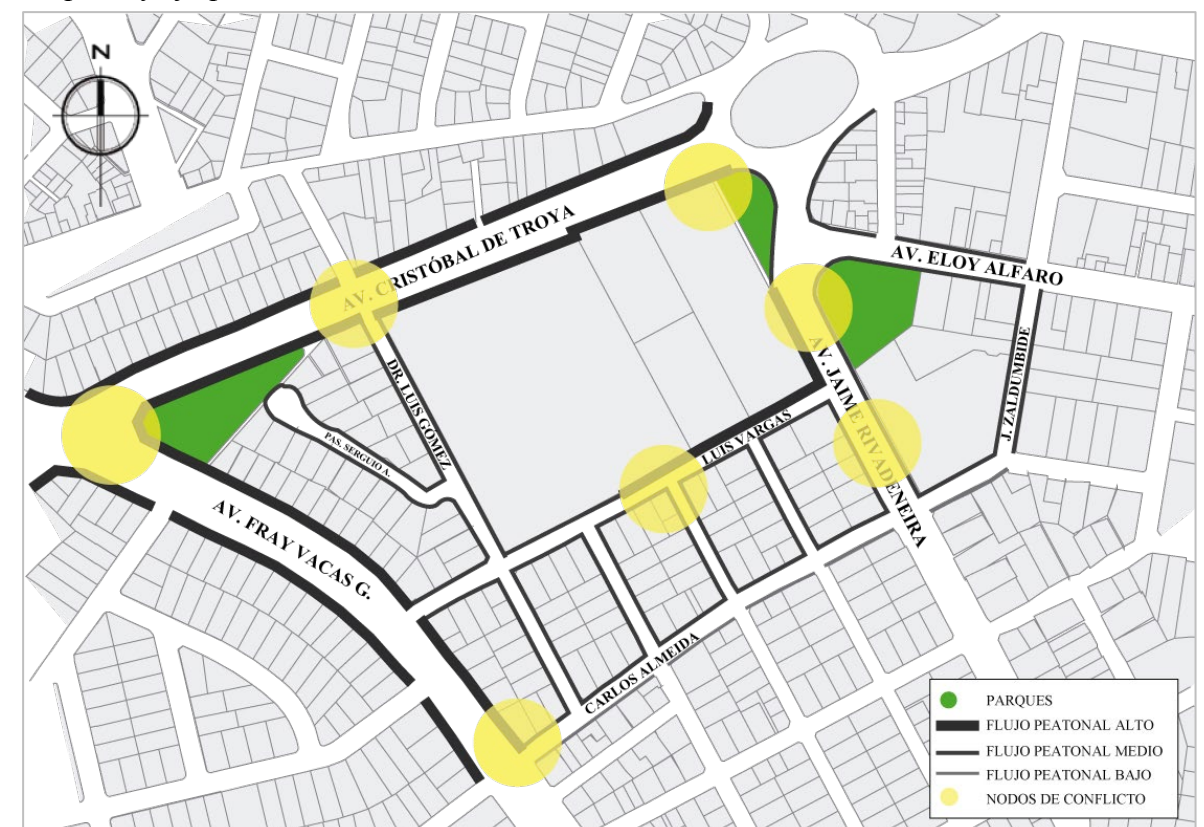 N
AV. CRISTÓBAL DE TROYA
AV. ELOY ALFARO
DR. LUIS GÓMEZ
AV. JAIME RIVADENEIRA
J. ZALDUMBIDE
LUIS VARGAS
PAS. SERGUIO A.
AV. FRAY VACAS G.
CARLOS ALMEIDA
PARQUES
FLUJO PEATONAL ALTO
FLUJO PEATONAL MEDIO
FLUJO PEATONAL BAJO
NODOS DE CONFLICTO